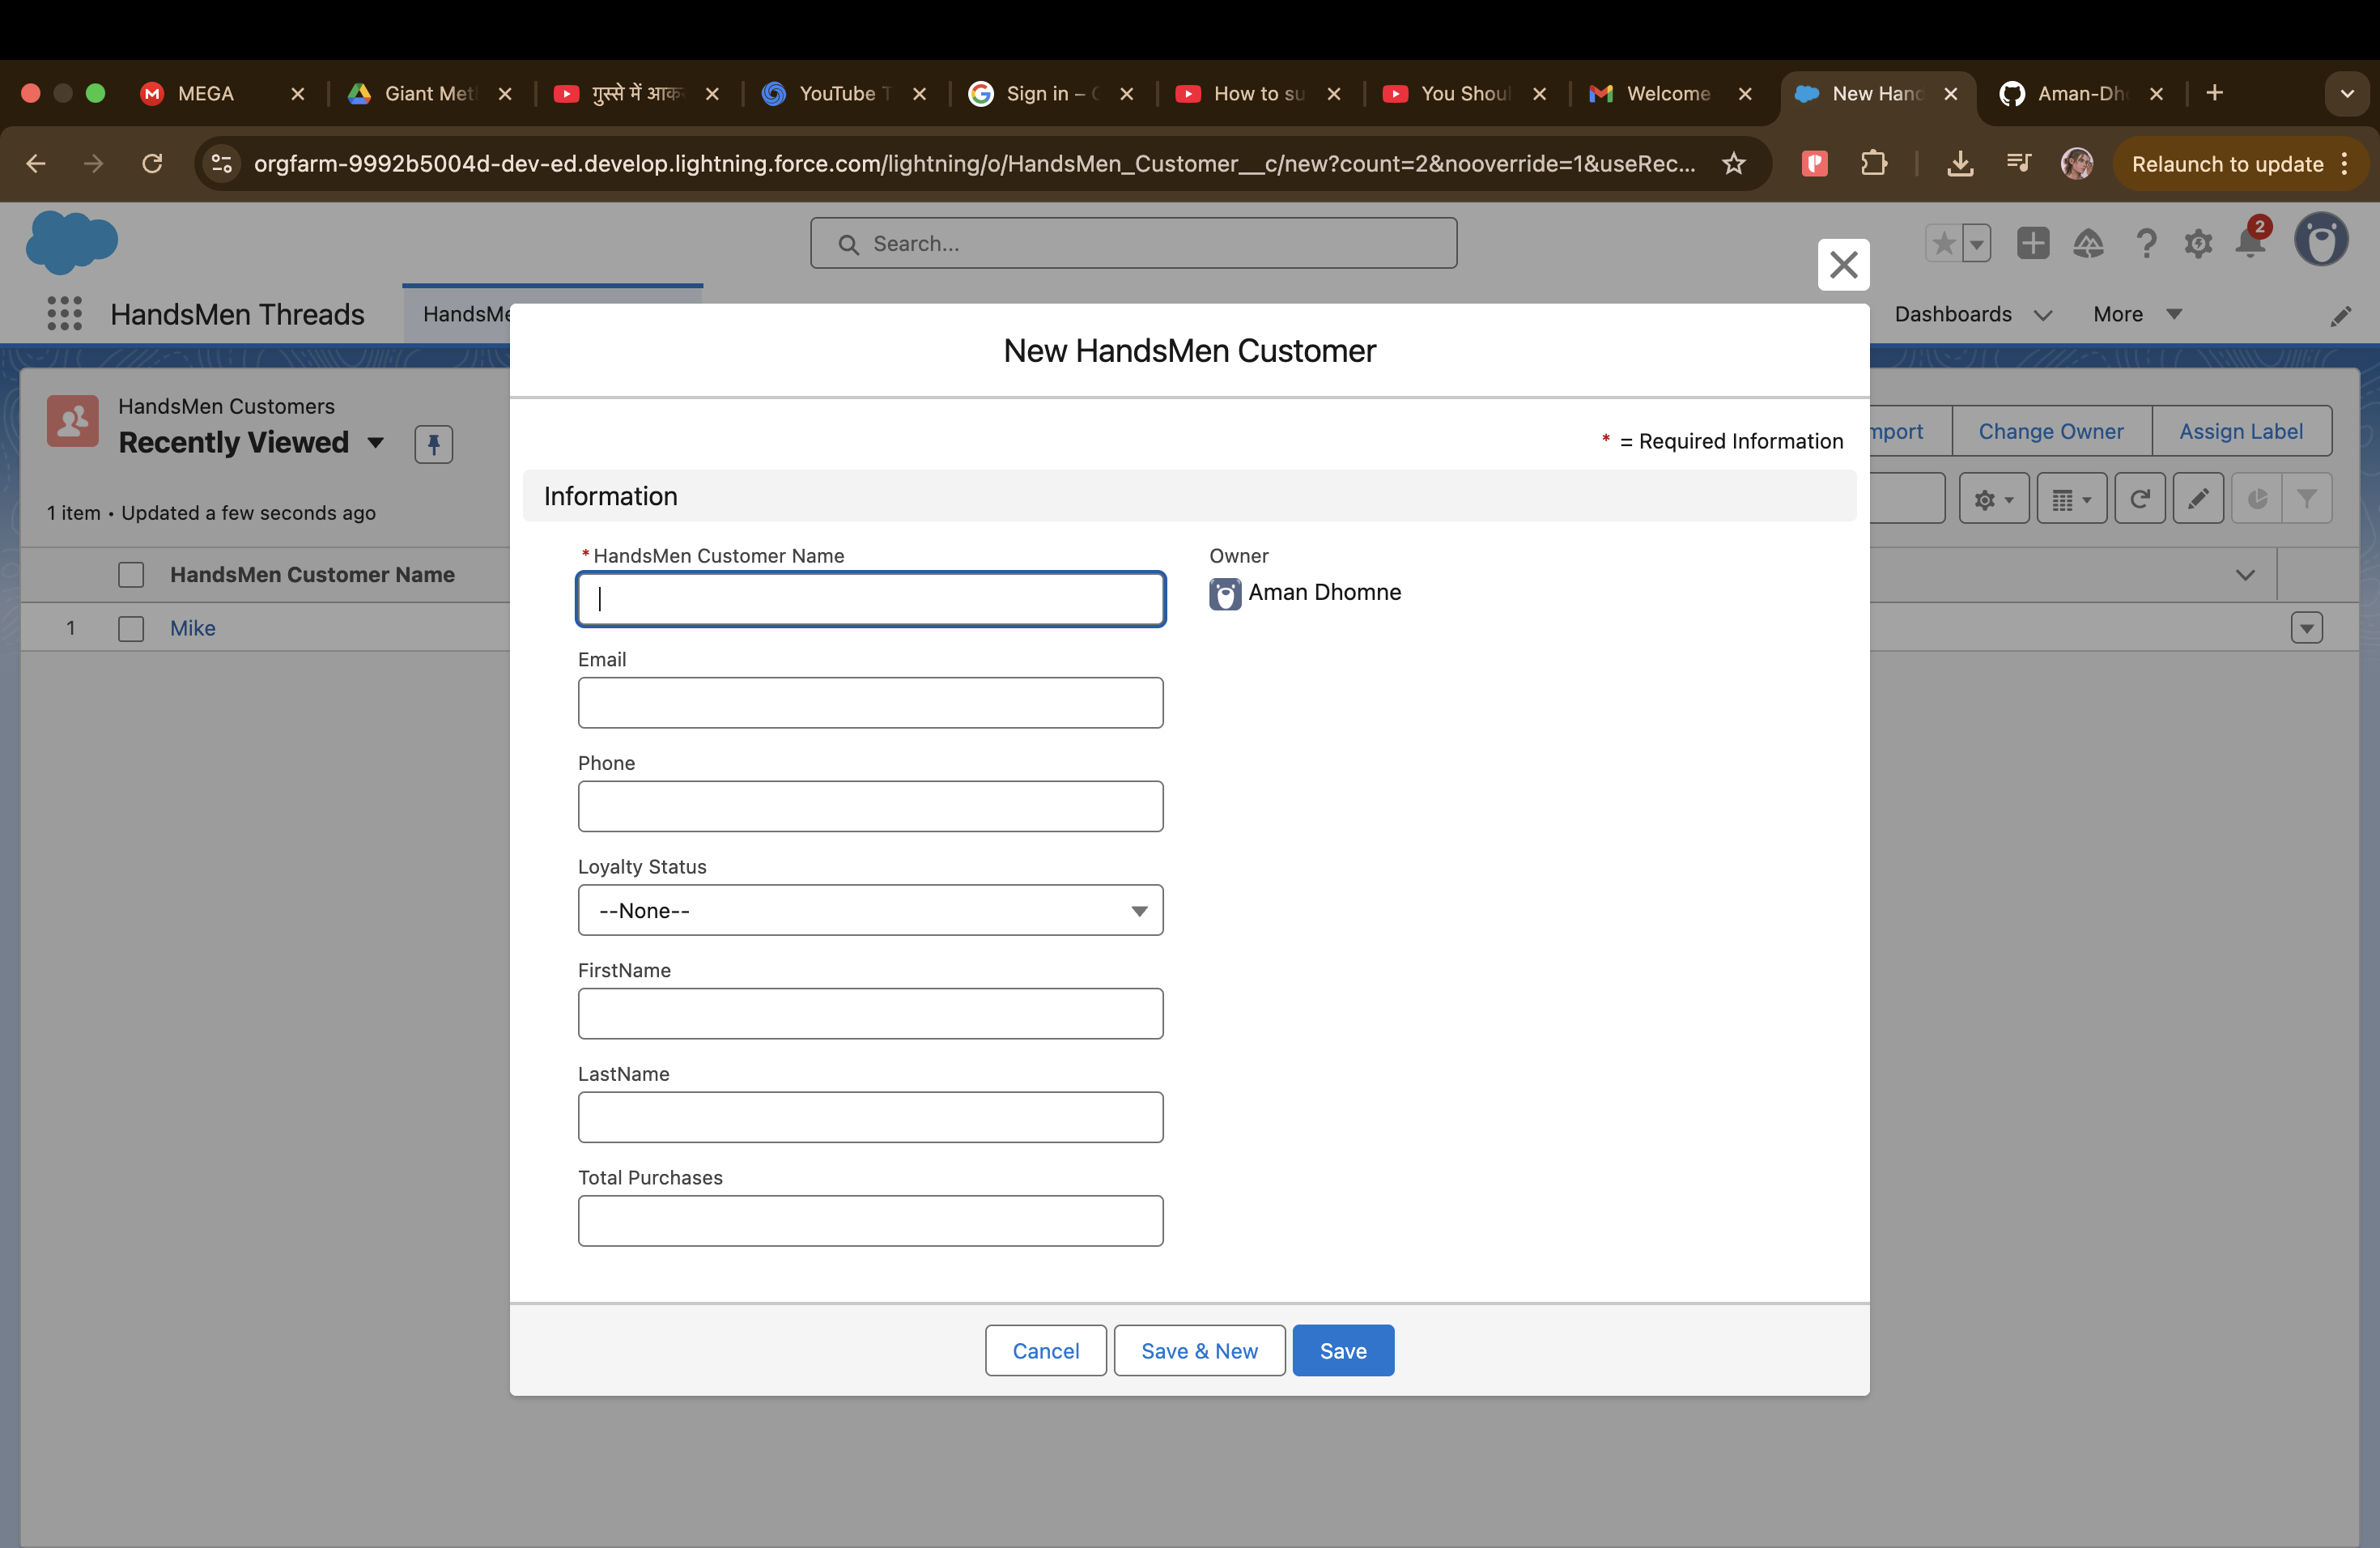 MEGA
Giant Met
गुस्से में आक
YouTube T
Sign in – G
How to su
You Shoul
Welcome
New Hand
Aman-Dho
orgfarm-9992b5004d-dev-ed.develop.lightning.force.com/lightning/o/HandsMen_Customer__c/new?count=2&nooverride=1&useRec...
Relaunch to update
Search...
2
HandsMen Threads
HandsMe
Dashboards
More
New HandsMen Customer
HandsMen Customers
Recently Viewed
mport
Change Owner
Assign Label
* = Required Information
Information
1 item • Updated a few seconds ago
HandsMen Customer Name
1
Mike
* HandsMen Customer Name
Owner
Aman Dhomne
Email
Phone
Loyalty Status
--None--
FirstName
LastName
Total Purchases
Cancel
Save & New
Save